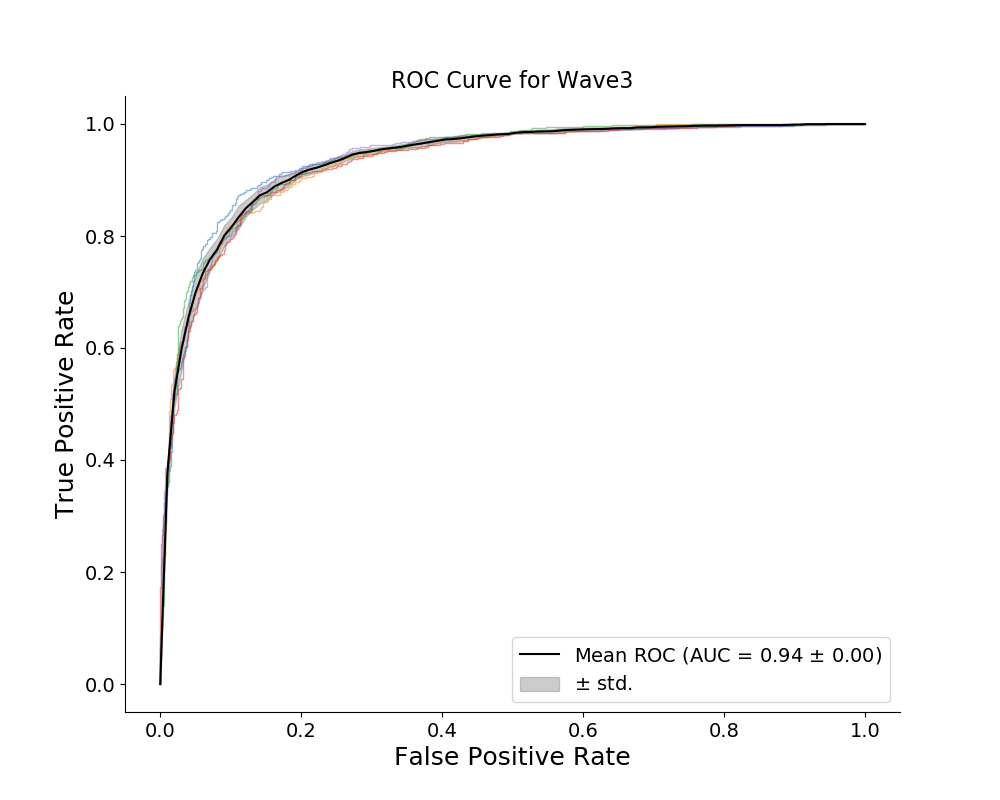 ROC Curve for Wave3
True Positive Rate
1.0
0.8
0.6
0.4
0.2
0.0
Mean ROC (AUC = 0.94 ± 0.00)
± std.
0.0 0.2 0.4 0.6 0.8 1.0
False Positive Rate